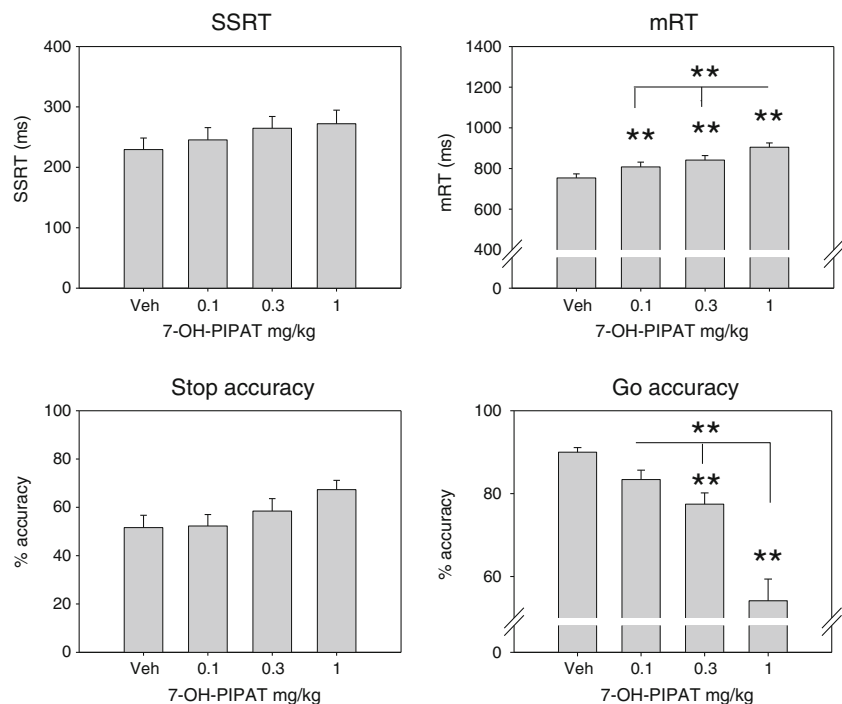 SSRT
400
300
200
100
0
SSRT (ms)
Veh 0.1 0.3 1
7-OH-PIPAT mg/kg
mRT
1400
1200
1000
800
600
400
0
mRT (ms)
**
** ** **
Veh 0.1 0.3 1
7-OH-PIPAT mg/kg
Stop accuracy
100
80
60
40
20
0
% accuracy
Veh 0.1 0.3 1
7-OH-PIPAT mg/kg
Go accuracy
100
80
60
0
% accuracy
**
**
**
Veh 0.1 0.3 1
7-OH-PIPAT mg/kg